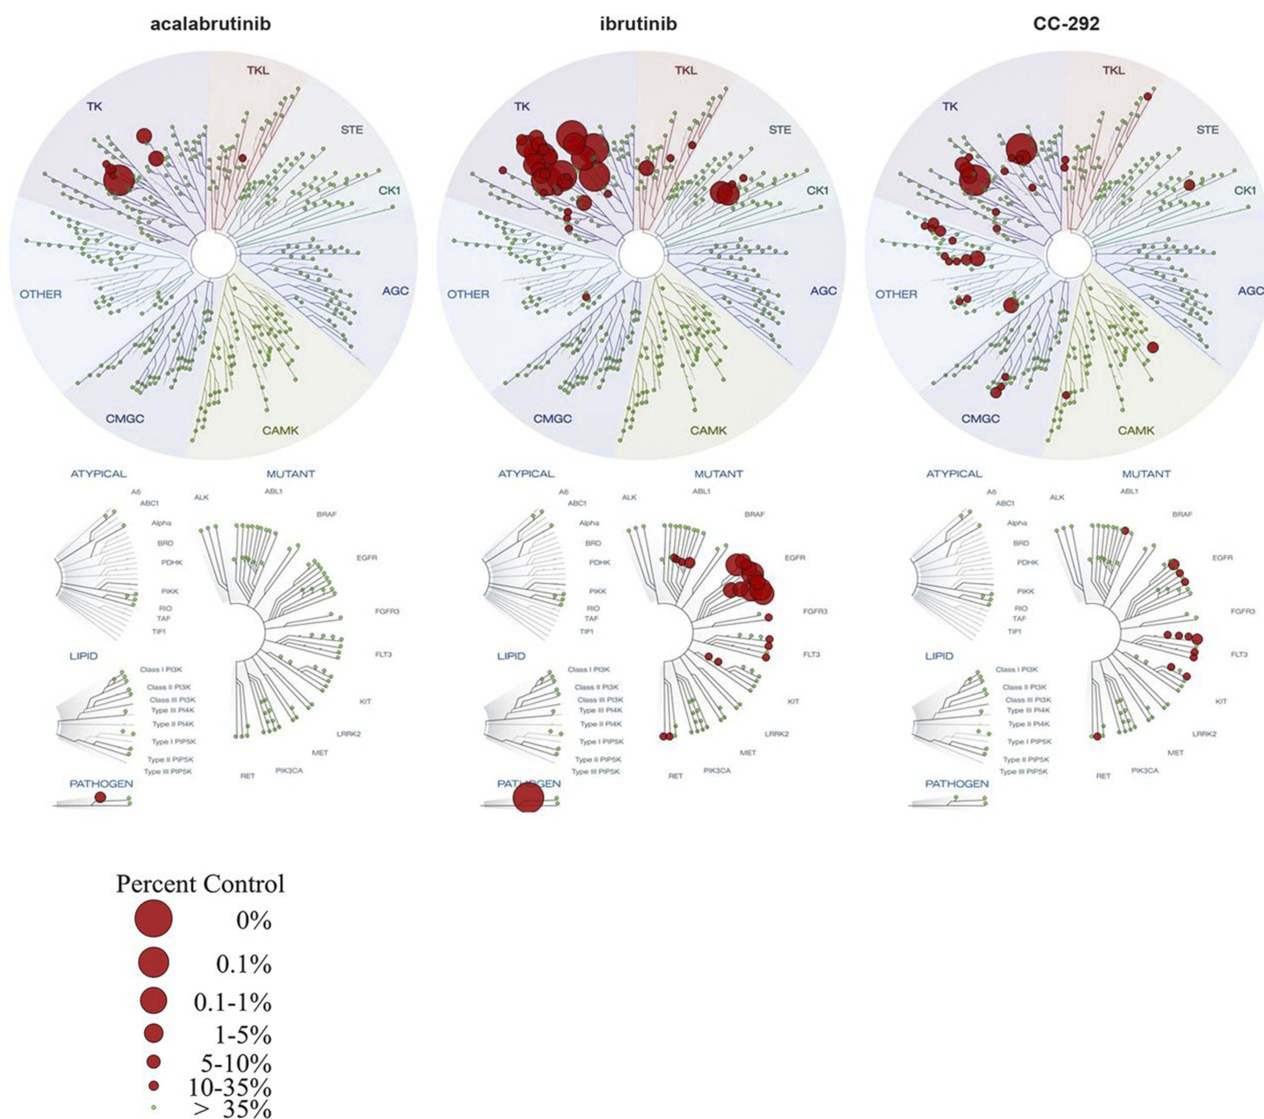 acalabrutinib ibrutinib CC-292
TKL TKL TKL
TK TK TK
STE STE STE
CK1 CK1 CK1
OTHER AGC OTHER AGC OTHER AGC
CMGC CMGC CMGC
CAMK CAMK CAMK
ATYPICAL MUTANT ATYPICAL MUTANT ATYPICAL MUTANT
A6 ALK ABL1 A6 ALK ABL1 A6 ALK ABL1
ABC1 ABC1 ABC1
Alpha BRAF Alpha BRAF Alpha BRAF
BRD BRD BRD
PDHK EGFR PDHK EGFR PDHK EGFR
PIKK PIKK PIKK
RIO FGFR3 RIO FGFR3 RIO FGFR3
TAF TAF TAF
TIF1 TIF1 TIF1
LIPID FLT3 LIPID FLT3 LIPID FLT3
Class I PI3K Class I PI3K Class I PI3K
Class II PI3K Class II PI3K Class II PI3K
Class III PI3K KIT Class III PI3K KIT Class III PI3K KIT
Type III PI4K Type III PI4K Type III PI4K
Type II PI4K Type II PI4K Type II PI4K
Type I PIP5K LRRK2 Type I PIP5K LRRK2 Type I PIP5K LRRK2
MET MET MET
Type II PIP5K Type II PIP5K Type II PIP5K
Type III PIP5K RET PIK3CA Type III PIP5K RET PIK3CA Type III PIP5K RET PIK3CA
PATHOGEN PATHOGEN PATHOGEN
Percent Control
0%
0.1%
0.1-1%
1-5%
5-10%
10-35%
> 35%